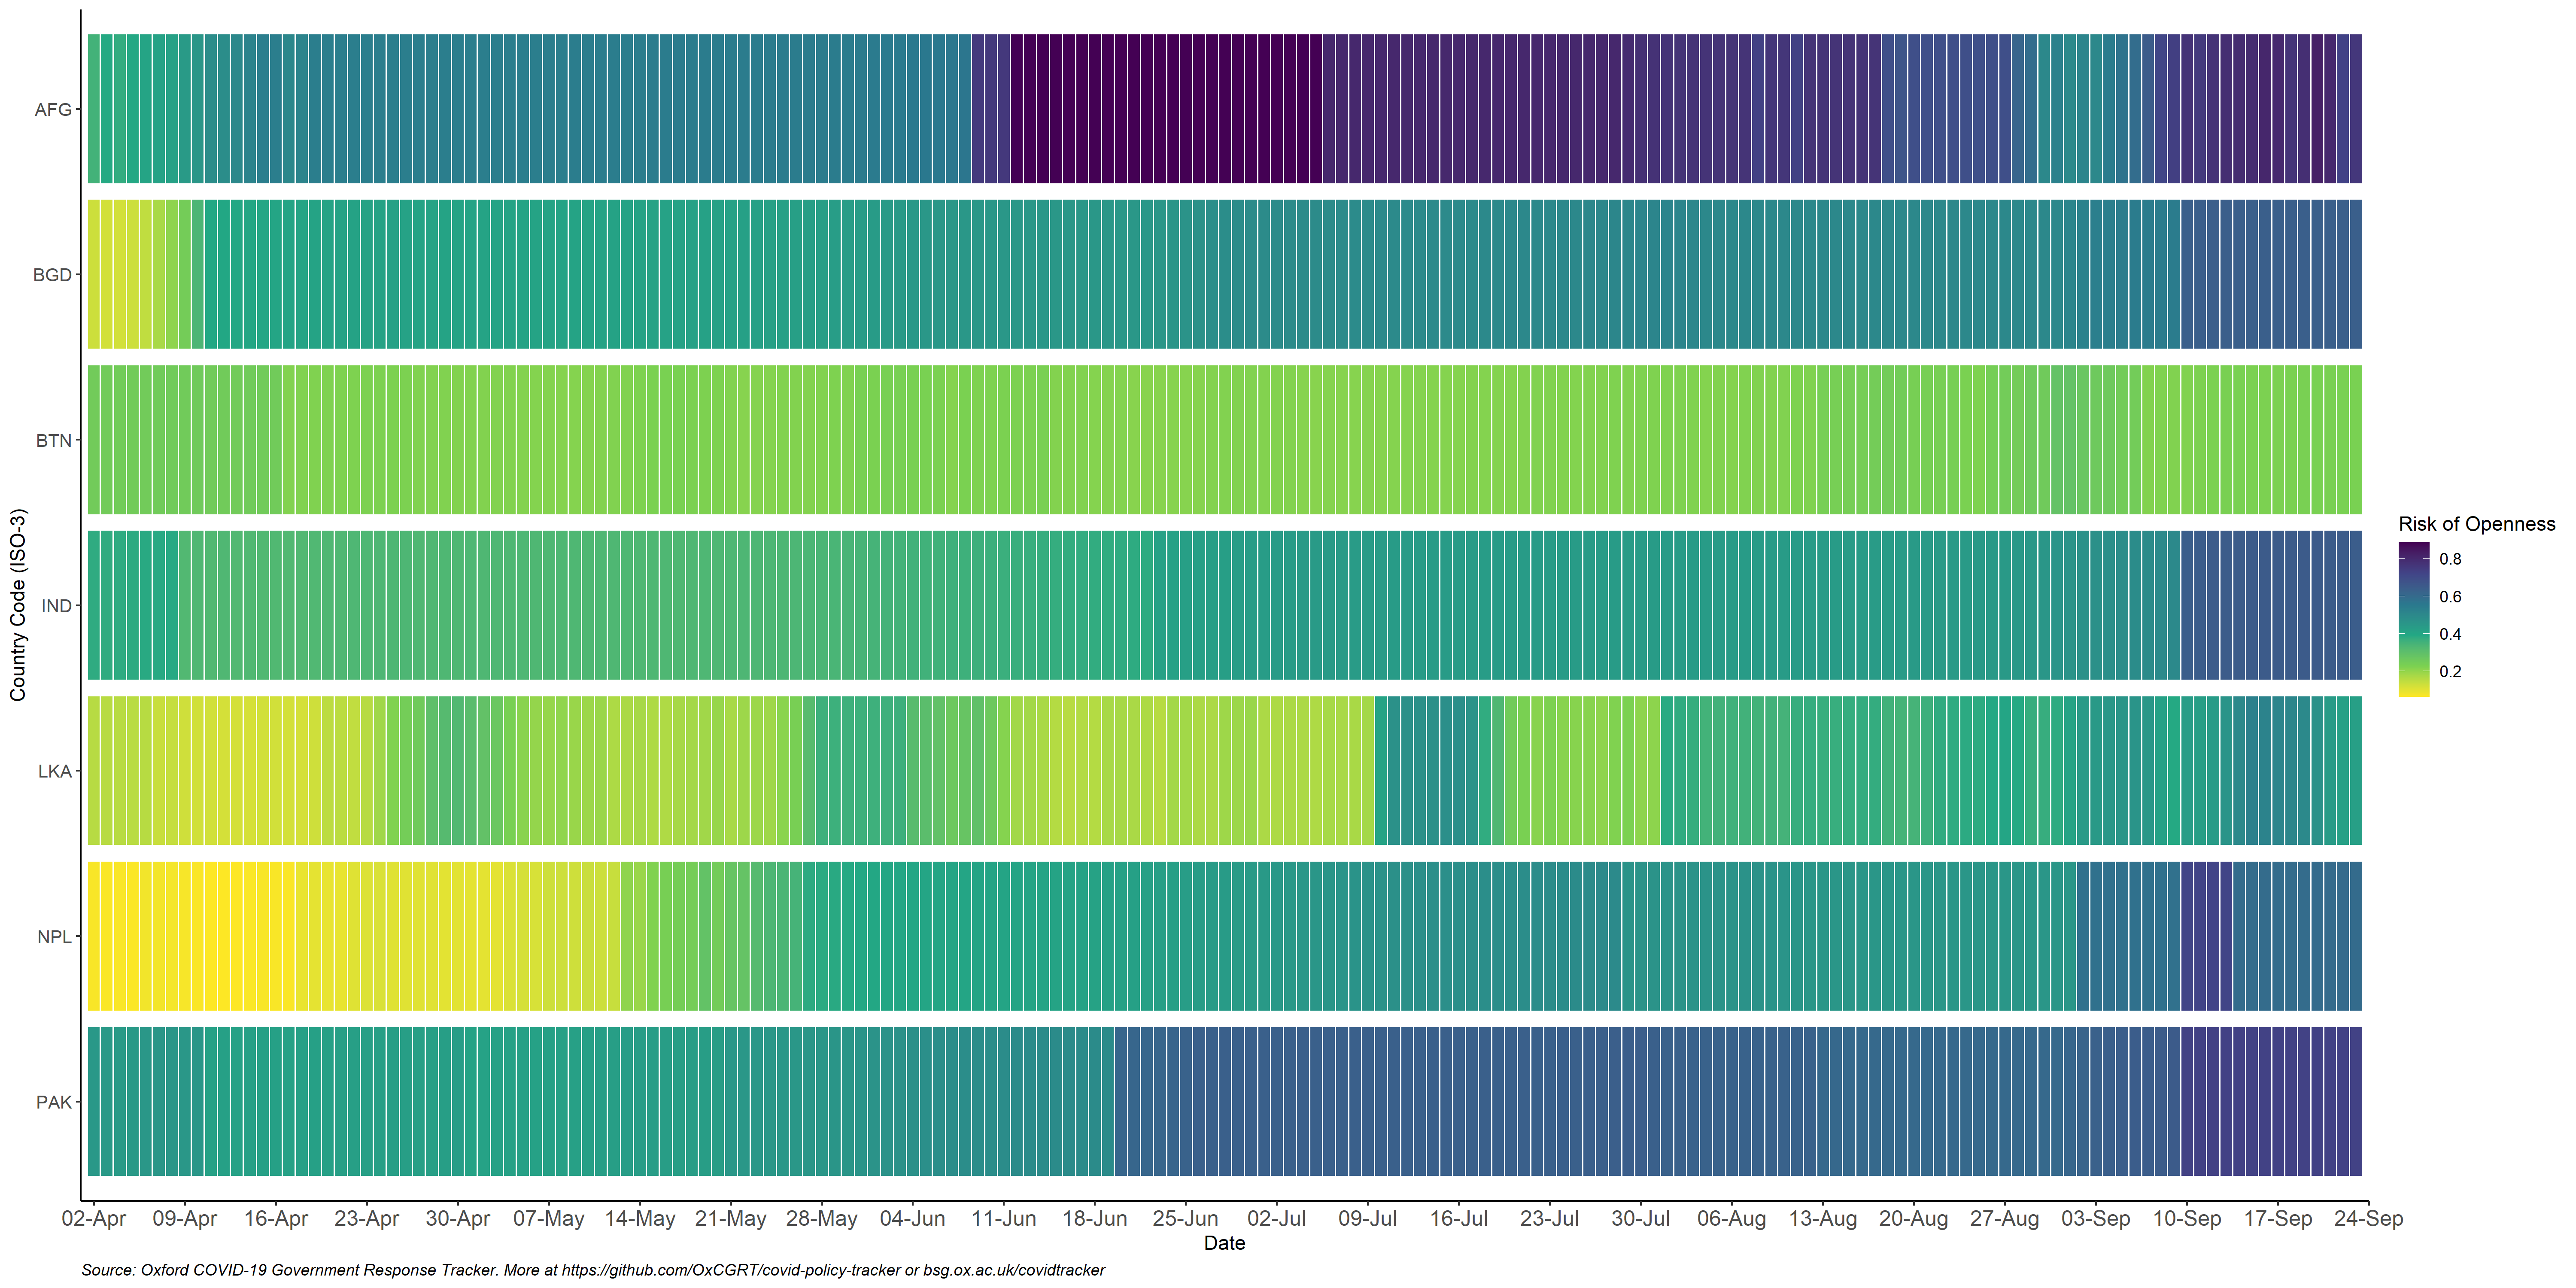 AFG
BGD
BTN
IND
LKA
NPL
PAK
Country Code (ISO-3)
02-Apr 09-Apr 16-Apr 23-Apr 30-Apr 07-May 14-May 21-May 28-May 04-Jun 11-Jun 18-Jun 25-Jun 02-Jul 09-Jul 16-Jul 23-Jul 30-Jul 06-Aug 13-Aug 20-Aug 27-Aug 03-Sep 10-Sep 17-Sep 24-Sep
Date
Risk of Openness
0.8
0.6
0.4
0.2
Source: Oxford COVID-19 Government Response Tracker. More at https://github.com/OxCGRT/covid-policy-tracker or bsg.ox.ac.uk/covidtracker